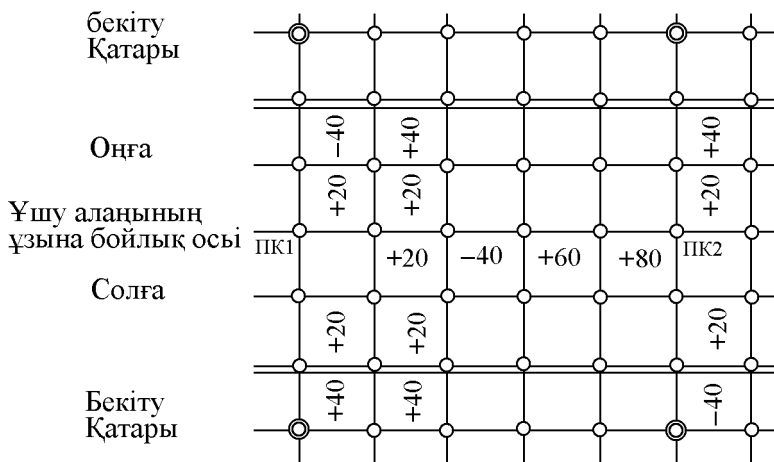 бекіту
Қатары
Оңға
−40 +40 +40
+20 +20 +20
Ұшу алаңының
ұзына бойлық осьі
ПК1 +20 −40 +60 +80 ПК2
Солға
+20 +20 +20
Бекіту
Қатары
+40 +40 −40